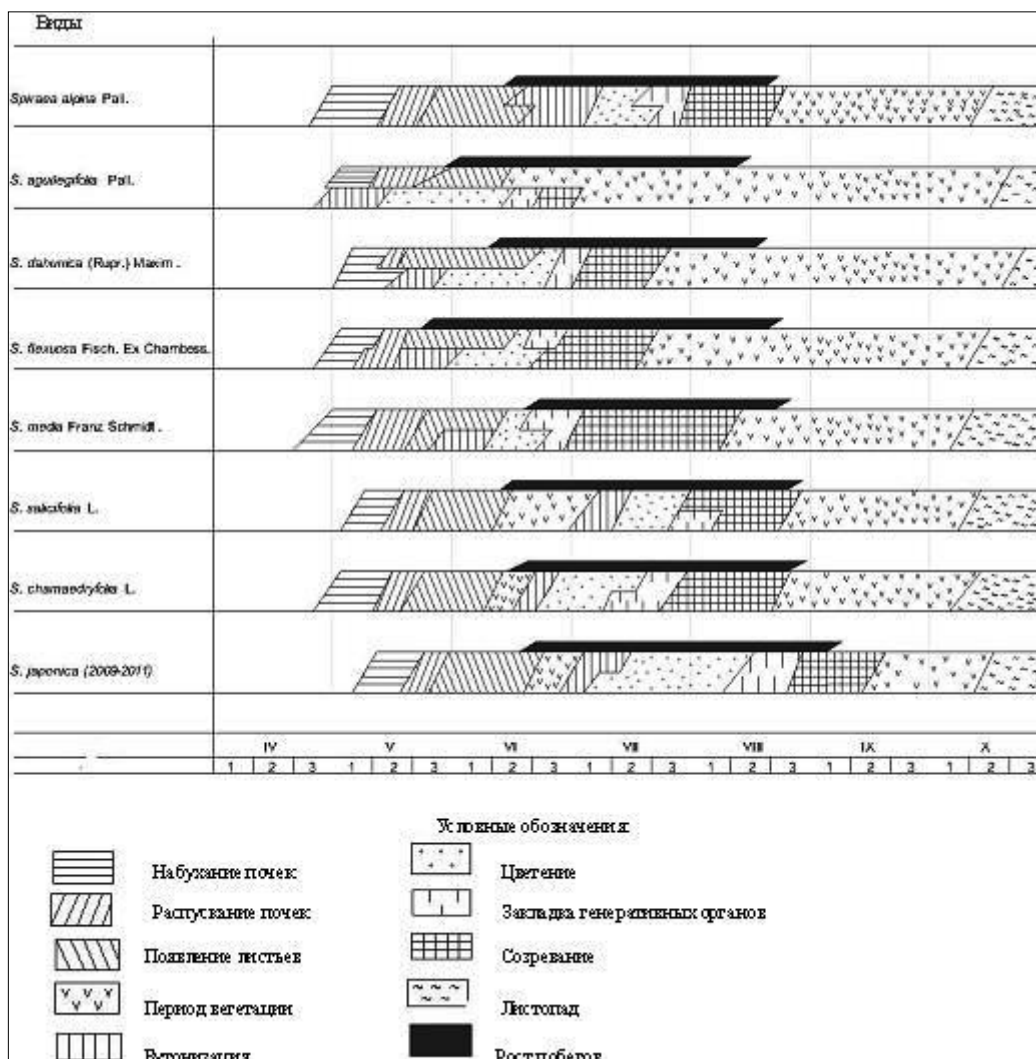 Виды
Spiraea alpina Pall.
S. aquilegifolia Pall.
S. dahurica (Rupr.) Maxim.
S. flexuosa Fisch. Ex Chambess.
S. media Franz Schmidt.
S. salicifolia L.
S. chamaedryfolia L.
S. japonica (2009-2011)
IV V VI VII VIII IX X
1 2 3 1 2 3 1 2 3 1 2 3 1 2 3 1 2 3 1 2 3
Условные обозначения:
Набухание почек
Распускание почек
Появление листьев
Период вегетации
Бутонизация
Цветение
Закладка генеративных органов
Созревание
Листопад
Рост побегов